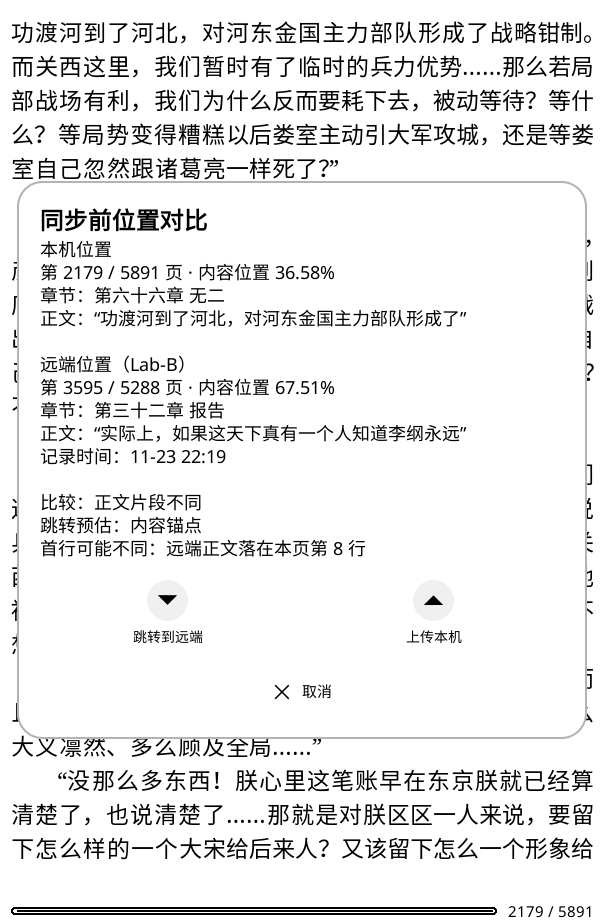 功渡河到了河北，对河东金国主力部队形成了战略钳制。
而关西这里，我们暂时有了临时的兵力优势……那么若局
部战场有利，我们为什么反而要耗下去，被动等待？等什
么？等局势变得糟糕以后娄室主动引大军攻城，还是等娄
室自己忽然跟诸葛亮一样死了？”
同步前位置对比
本机位置
第 2179 / 5891 页 · 内容位置 36.58%
章节：第六十六章 无二
正文：“功渡河到了河北，对河东金国主力部队形成了”
远端位置（Lab-B）
第 3595 / 5288 页 · 内容位置 67.51%
章节：第三十二章 报告
正文：“实际上，如果这天下真有一个人知道李纲永远”
记录时间：11-23 22:19
比较：正文片段不同
跳转预估：内容锚点
首行可能不同：远端正文落在本页第 8 行
跳转到远端
上传本机
取消
大义凛然、多么顾及全局……”
“没那么多东西！朕心里这笔账早在东京朕就已经算
清楚了，也说清楚了……那就是对朕区区一人来说，要留
下怎么样的一个大宋给后来人？又该留下怎么一个形象给
2179 / 5891